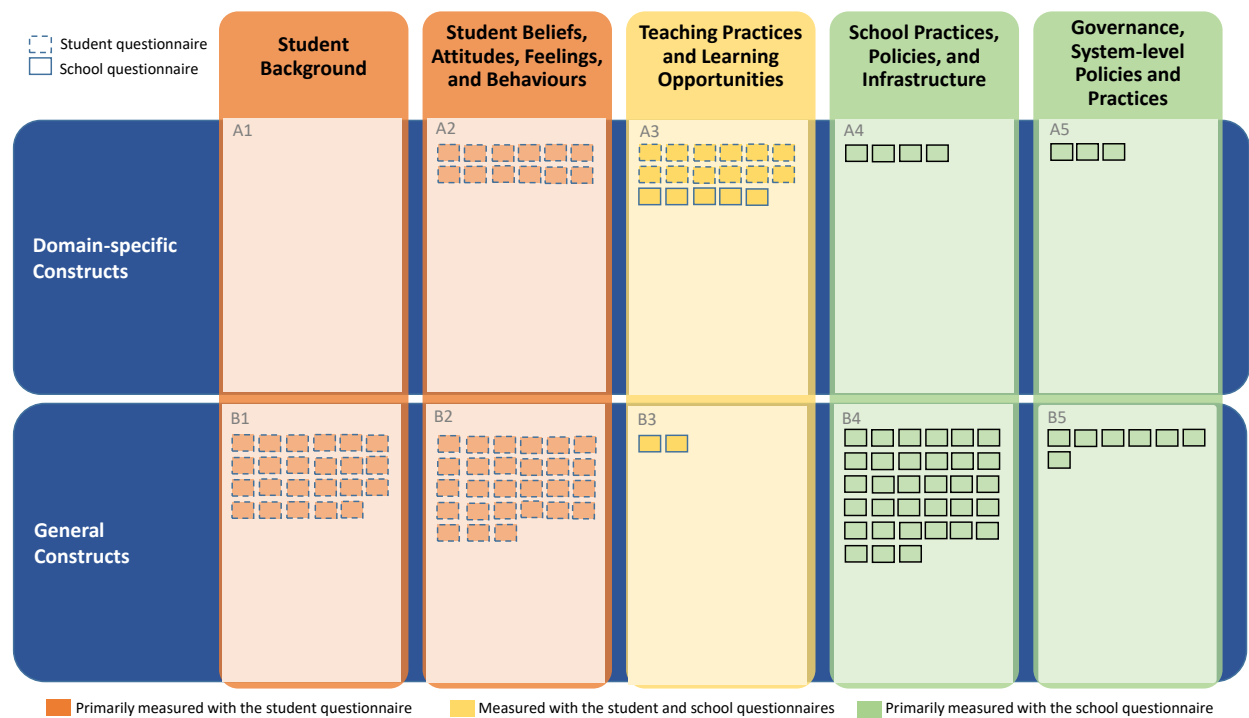 Student questionnaire
School questionnaire
Student
Background
Student Beliefs,
Attitudes, Feelings,
and Behaviours
Teaching Practices
and Learning
Opportunities
School Practices,
Policies, and
Infrastructure
Governance,
System-level
Policies and
Practices
A1
A2
A3
A4
A5
Domain-specific
Constructs
B1
B2
B3
B4
B5
General
Constructs
Primarily measured with the student questionnaire
Measured with the student and school questionnaires
Primarily measured with the school questionnaire